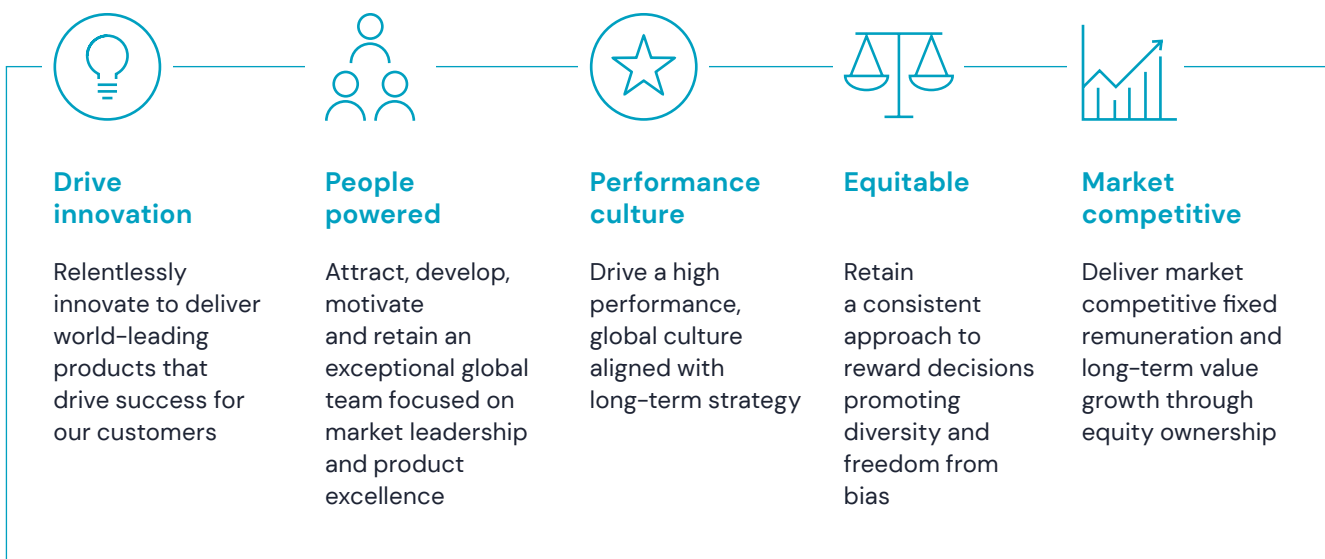 Drive
innovation
Relentlessly
innovate to deliver
world-leading
products that
drive success for
our customers
People
powered
Attract, develop,
motivate
and retain an
exceptional global
team focused on
market leadership
and product
excellence
Performance
culture
Drive a high
performance,
global culture
aligned with
long-term strategy
Equitable
Retain
a consistent
approach to
reward decisions
promoting
diversity and
freedom from
bias
Market
competitive
Deliver market
competitive fixed
remuneration and
long-term value
growth through
equity ownership